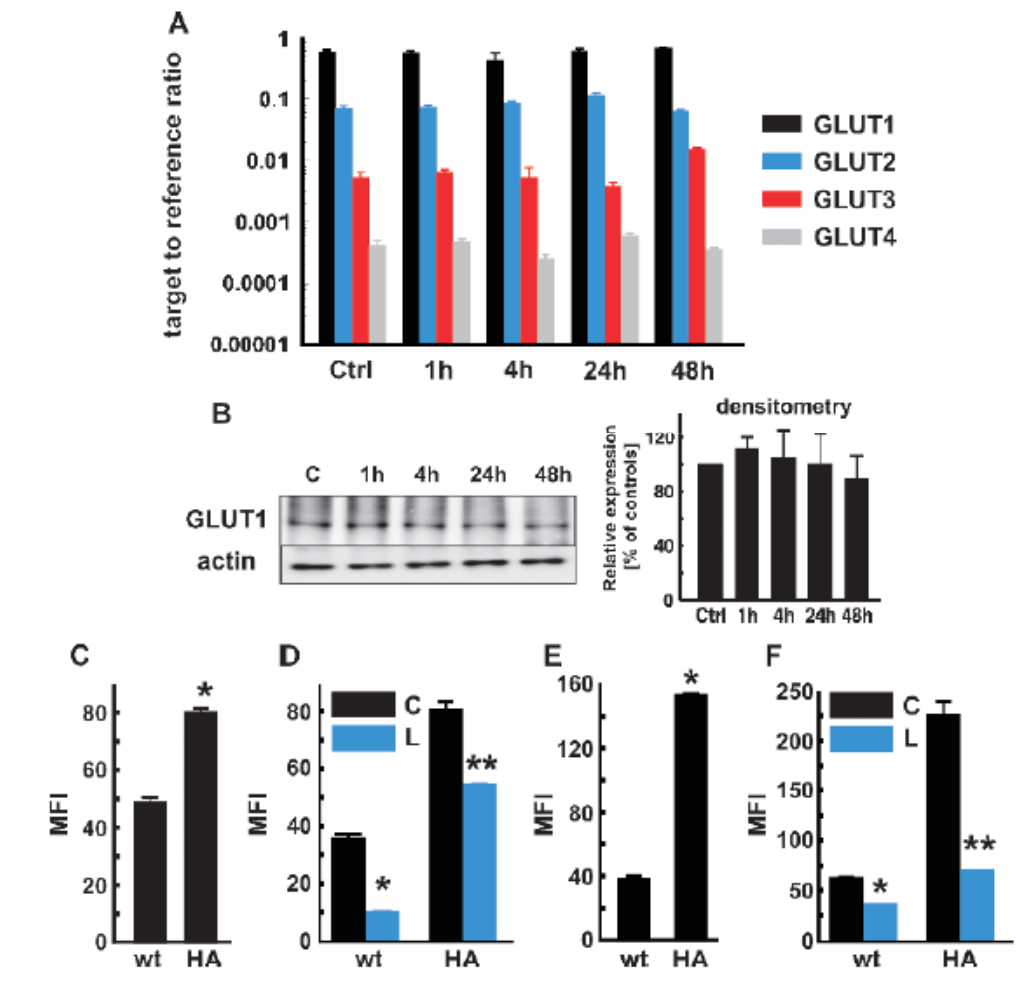 A
target to reference ratio
1
0.1
0.01
0.001
0.0001
0.00001
Ctrl 1h 4h 24h 48h
GLUT1
GLUT2
GLUT3
GLUT4
B
C 1h 4h 24h 48h
GLUT1
actin
densitometry
Relative expression
[% of controls]
120
80
40
0
Ctrl 1h 4h 24h 48h
C
MFI
80
60
40
20
0
*
wt HA
D
MFI
80
60
40
20
0
C
L
*
**
wt HA
E
MFI
160
120
80
40
0
*
wt HA
F
MFI
250
200
150
100
50
0
C
L
*
**
wt HA